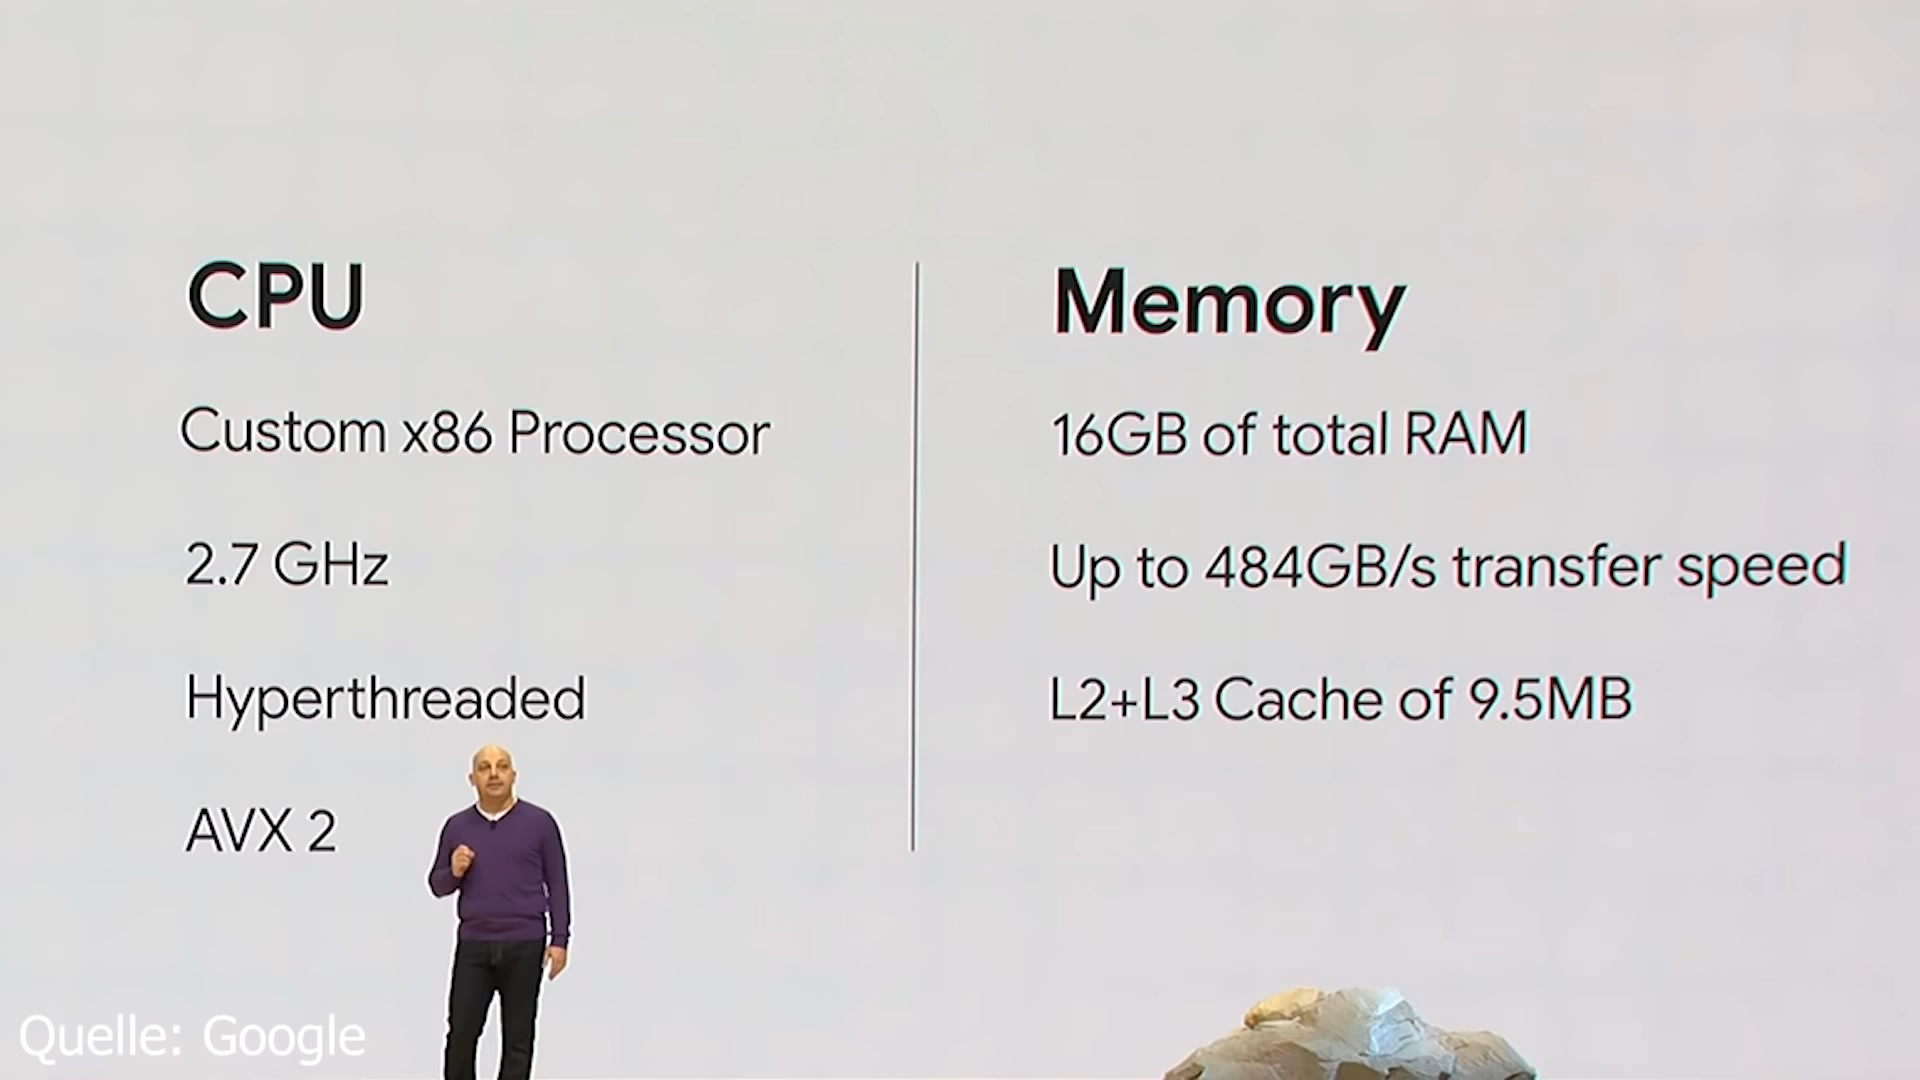 CPU
Custom x86 Processor
2.7 GHz
Hyperthreaded
AVX 2
Memory
16GB of total RAM
Up to 484GB/s transfer speed
L2+L3 Cache of 9.5MB
Quelle: Google